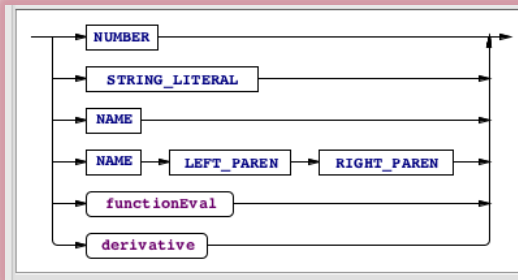 NUMBER
STRING_LITERAL
NAME
NAME LEFT_PAREN RIGHT_PAREN
functionEval
derivative